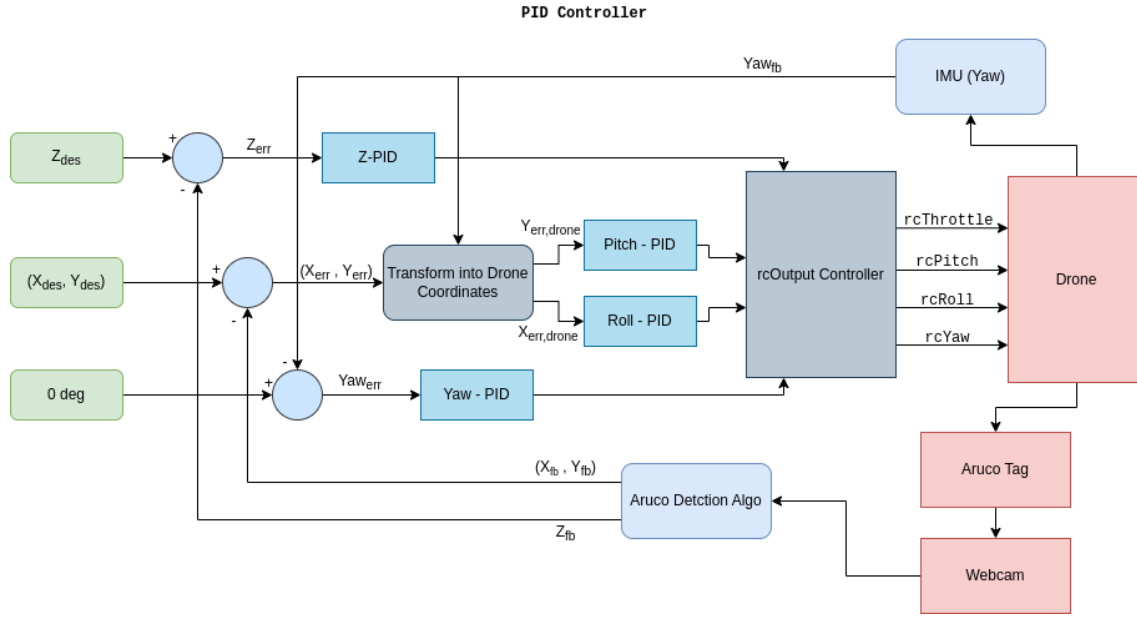 PID Controller
Yaw_fb
IMU (Yaw)
Z_des
+
-
Z_err
Z-PID
rcThrottle
rcPitch
rcRoll
rcYaw
Drone
(X_des, Y_des)
+
-
(X_err , Y_err)
Transform into Drone
Coordinates
Y_err,drone
X_err,drone
Pitch - PID
Roll - PID
rcOutput Controller
0 deg
+
-
Yaw_err
Yaw - PID
(X_fb , Y_fb)
Z_fb
Aruco Detction Algo
Aruco Tag
Webcam